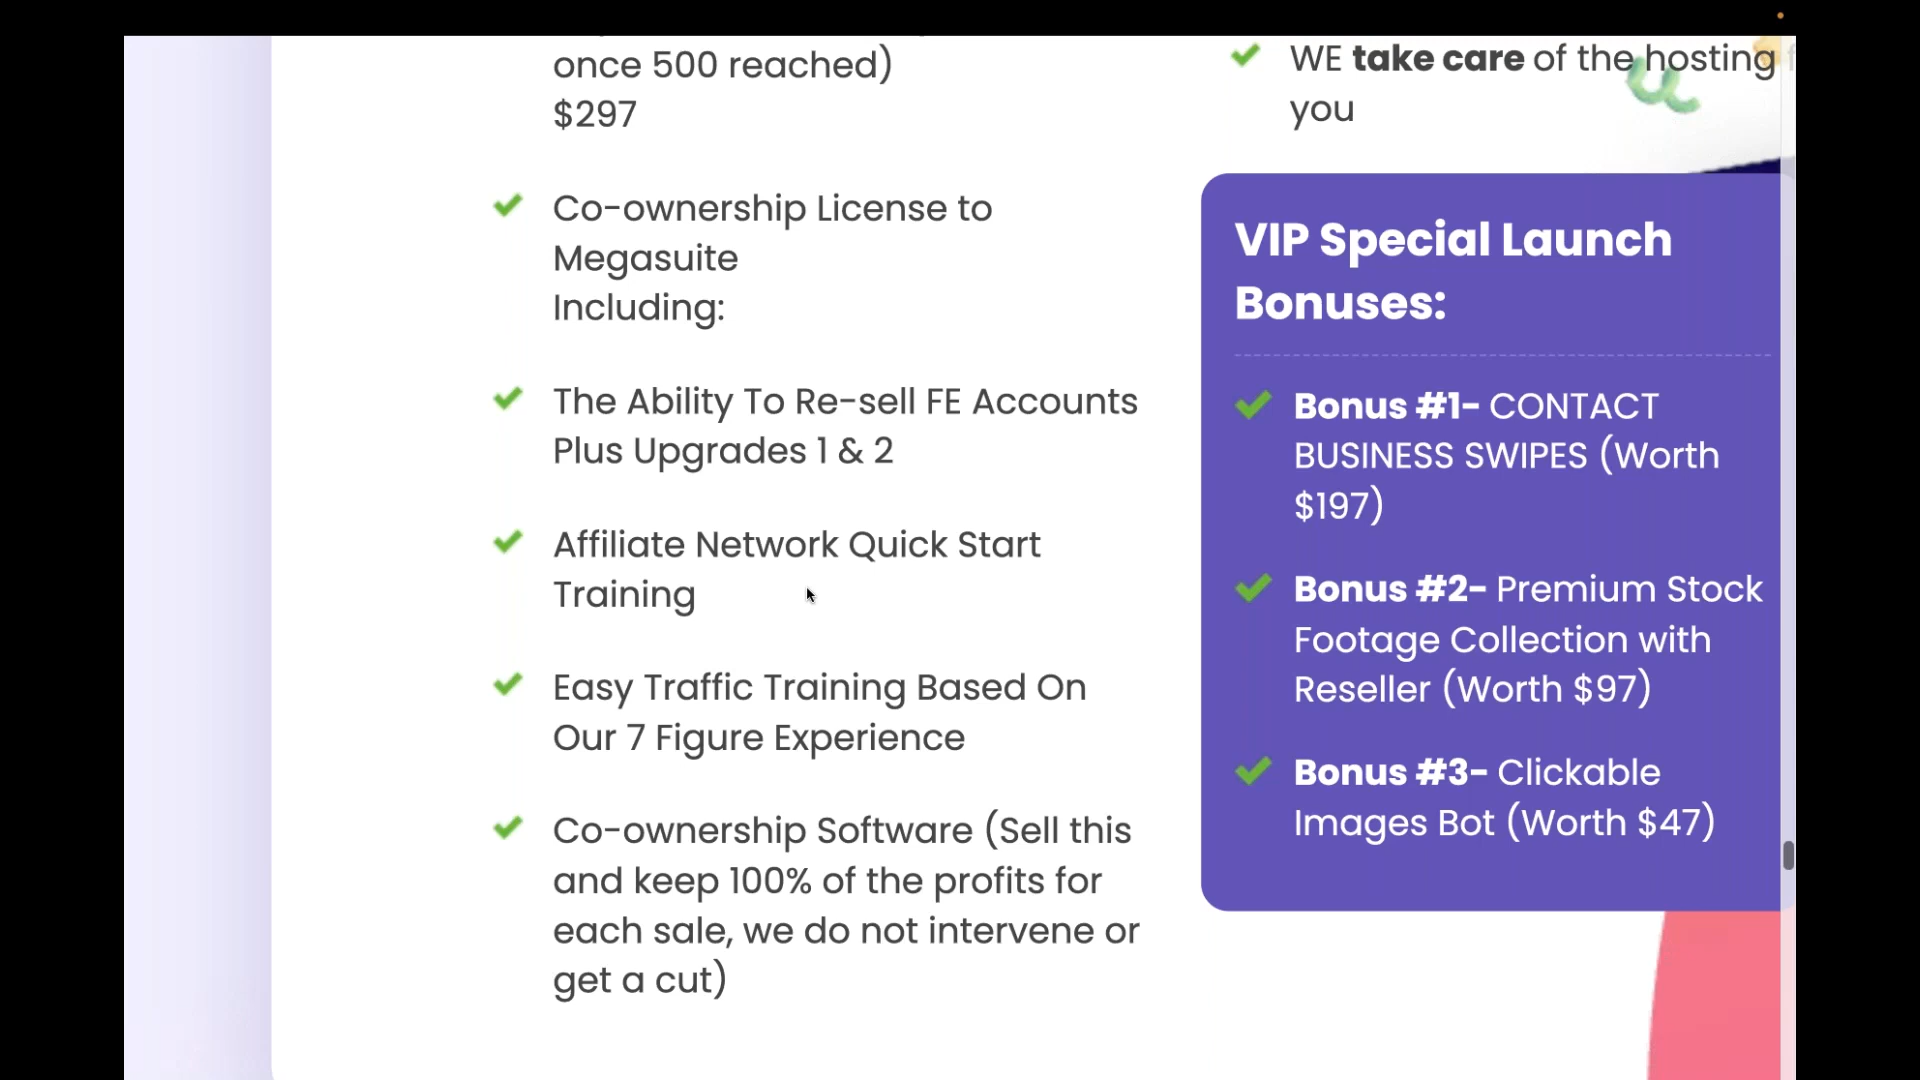 once 500 reached)
$297
Co-ownership License to
Megasuite
Including:
The Ability To Re-sell FE Accounts
Plus Upgrades 1 & 2
Affiliate Network Quick Start
Training
Easy Traffic Training Based On
Our 7 Figure Experience
Co-ownership Software (Sell this
and keep 100% of the profits for
each sale, we do not intervene or
get a cut)
WE take care of the hosting
you
VIP Special Launch
Bonuses:
Bonus #1- CONTACT
BUSINESS SWIPES (Worth
$197)
Bonus #2- Premium Stock
Footage Collection with
Reseller (Worth $97)
Bonus #3- Clickable
Images Bot (Worth $47)